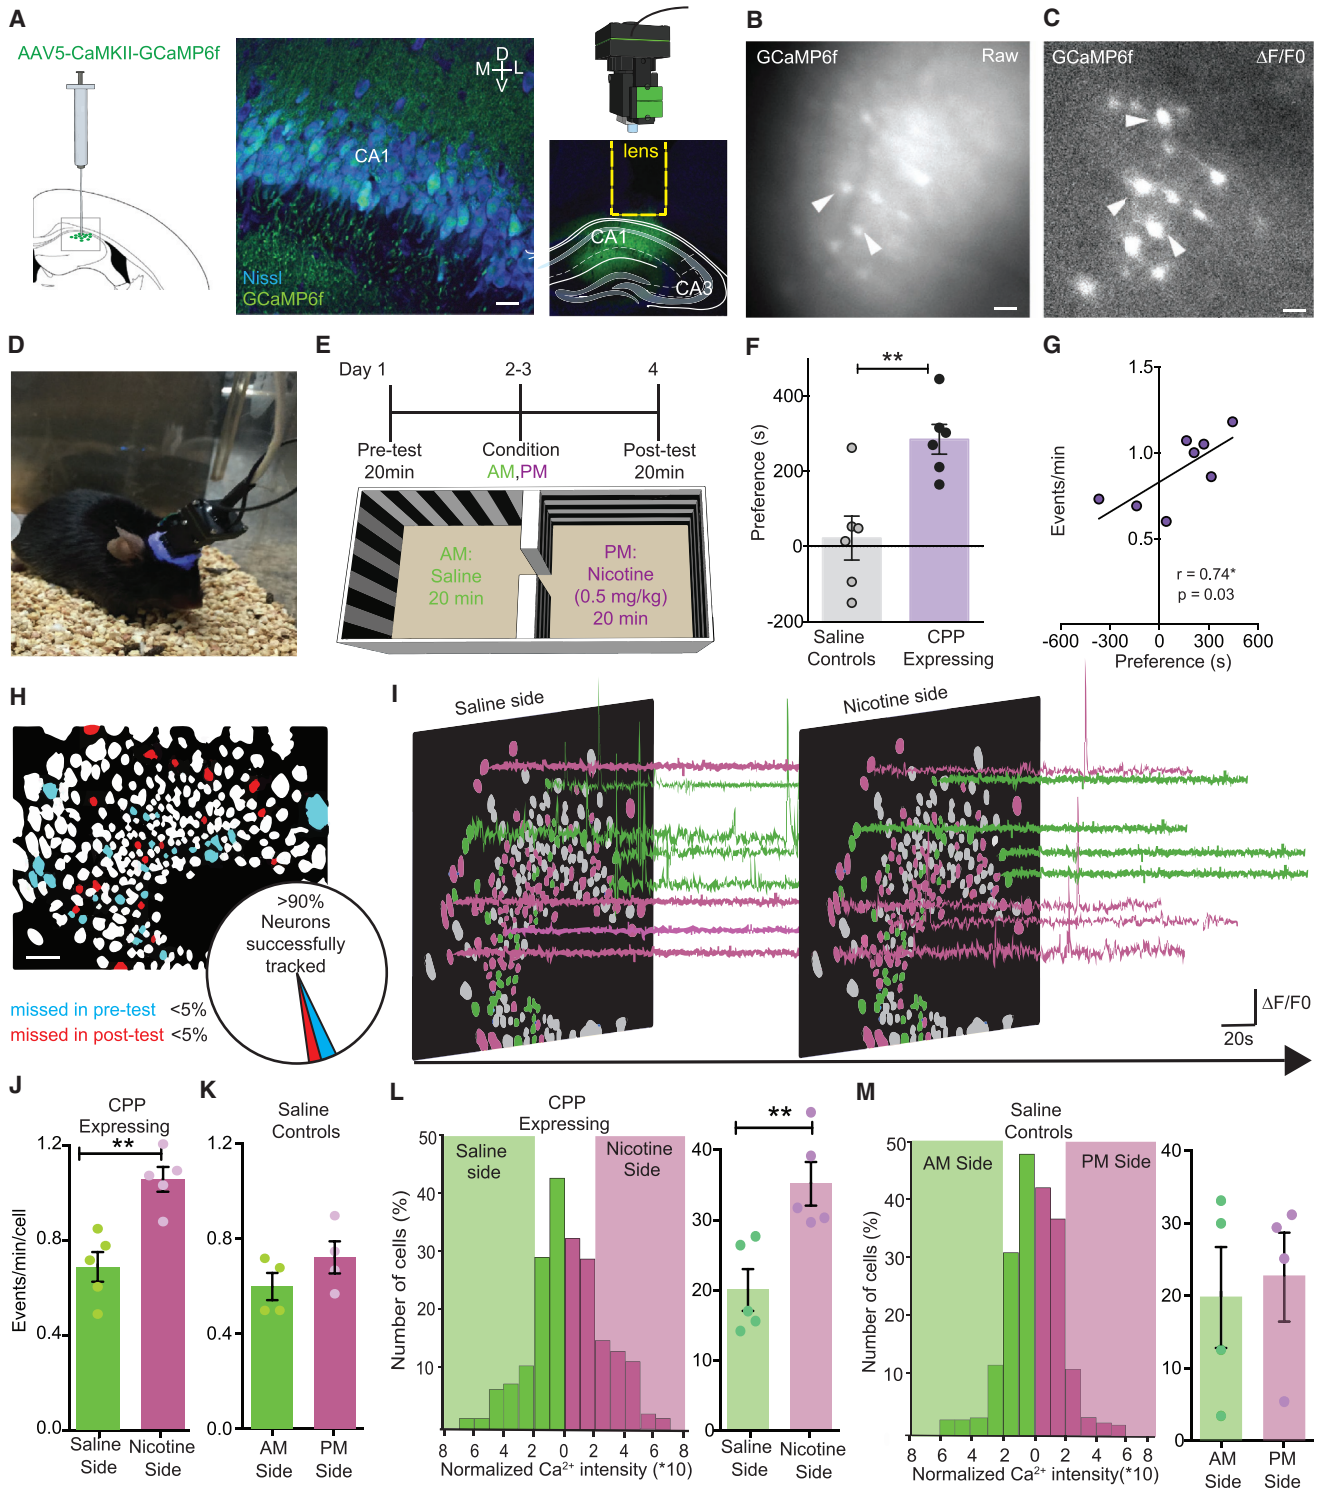 A
AAV5-CaMKII-GCaMP6f
D
M L
V
CA1
Nissl
GCaMP6f
lens
CA1
CA3
B
GCaMP6f Raw
C
GCaMP6f ΔF/F0
D
E
Day 1 2-3 4
Pre-test
20min
Condition
AM,PM
Post-test
20min
AM:
Saline
20 min
PM:
Nicotine
(0.5 mg/kg)
20 min
F
**
Preference (s)
400
200
0
-200
Saline
Controls
CPP
Expressing
G
Events/min
1.5
1.0
0.5
r = 0.74*
p = 0.03
-600 -300 0 300 600
Preference (s)
H
>90%
Neurons
successfully
tracked
missed in pre-test <5%
missed in post-test <5%
I
Saline side
Nicotine side
ΔF/F0
20s
J
CPP
Expressing
**
Events/min/cell
1.2
0.8
0.4
0.0
Saline
Side
Nicotine
Side
K
Saline
Controls
1.2
0.8
0.4
0.0
AM
Side
PM
Side
L
CPP
Expressing
Saline
side
Nicotine
Side
Number of cells (%)
50
40
30
20
10
8 6 4 2 0 2 4 6 8
Normalized Ca²⁺ intensity (*10)
**
40
30
20
10
0
Saline
Side
Nicotine
Side
M
Saline
Controls
AM Side
PM Side
Number of cells (%)
50
40
30
20
10
8 6 4 2 0 2 4 6 8
Normalized Ca²⁺ intensity(*10)
40
30
20
10
0
AM
Side
PM
Side